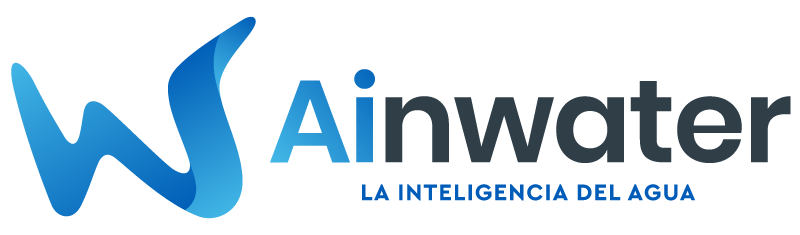 Ainwater
LA INTELIGENCIA DEL AGUA